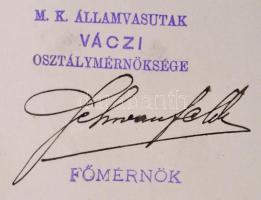 M. K. ÁLLAMVASUTAK
VÁCZI
OSZTÁLYMÉRNÖKSÉGE
FŐMÉRNÖK